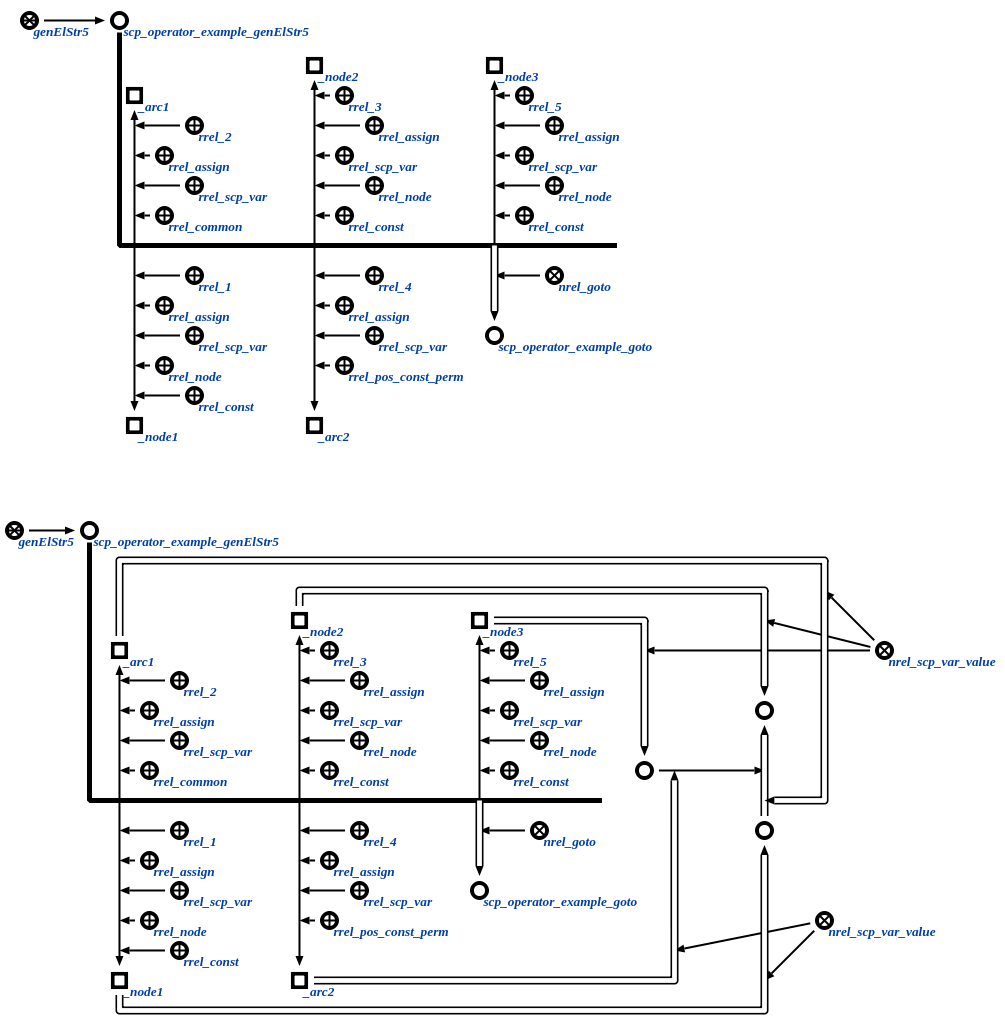 genElStr5 scp_operator_example_genElStr5
_node2 _node3
_arc1 rrel_3 rrel_5
rrel_2 rrel_assign rrel_assign
rrel_assign rrel_scp_var rrel_scp_var
rrel_scp_var rrel_node rrel_node
rrel_common rrel_const rrel_const
rrel_1 rrel_4 nrel_goto
rrel_assign rrel_assign
rrel_scp_var rrel_scp_var scp_operator_example_goto
rrel_node rrel_pos_const_perm
rrel_const
_node1 _arc2
genElStr5 scp_operator_example_genElStr5
_node2 _node3
_arc1 rrel_3 rrel_5 nrel_scp_var_value
rrel_2 rrel_assign rrel_assign
rrel_assign rrel_scp_var rrel_scp_var
rrel_scp_var rrel_node rrel_node
rrel_common rrel_const rrel_const
rrel_1 rrel_4 nrel_goto
rrel_assign rrel_assign
rrel_scp_var rrel_scp_var scp_operator_example_goto
rrel_node rrel_pos_const_perm nrel_scp_var_value
rrel_const
_node1 _arc2